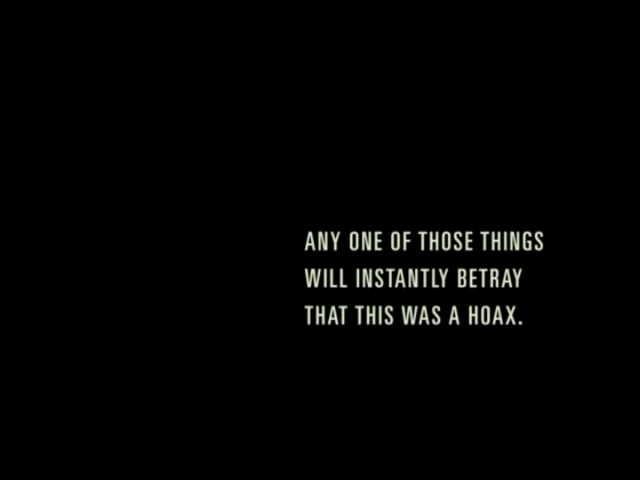 ANY ONE OF THOSE THINGS
WILL INSTANTLY BETRAY
THAT THIS WAS A HOAX.